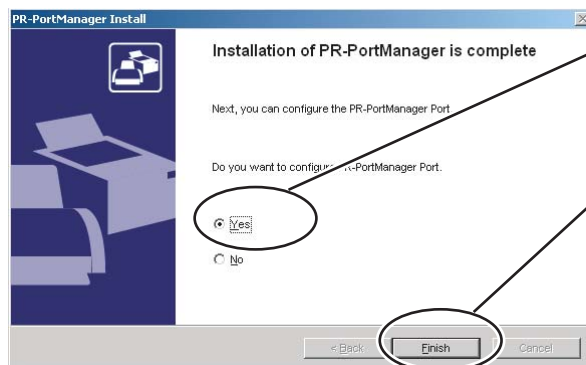 PR-PortManager Install
Installation of PR-PortManager is complete
Next, you can configure the PR-PortManager Port
Do you want to PortManager Port.
Yes
No
< Back
Finish
Cancel